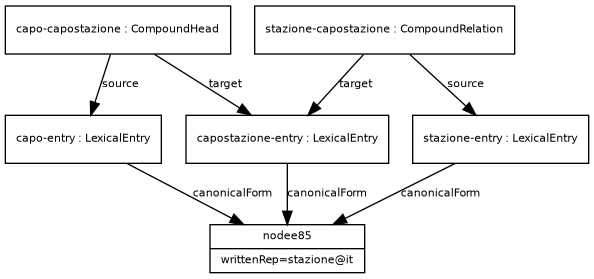 capo-capostazione : CompoundHead
stazione-capostazione : CompoundRelation
source
target
target
source
capo-entry : LexicalEntry
capostazione-entry : LexicalEntry
stazione-entry : LexicalEntry
canonicalForm
canonicalForm
canonicalForm
nodee85
writtenRep=stazione@it